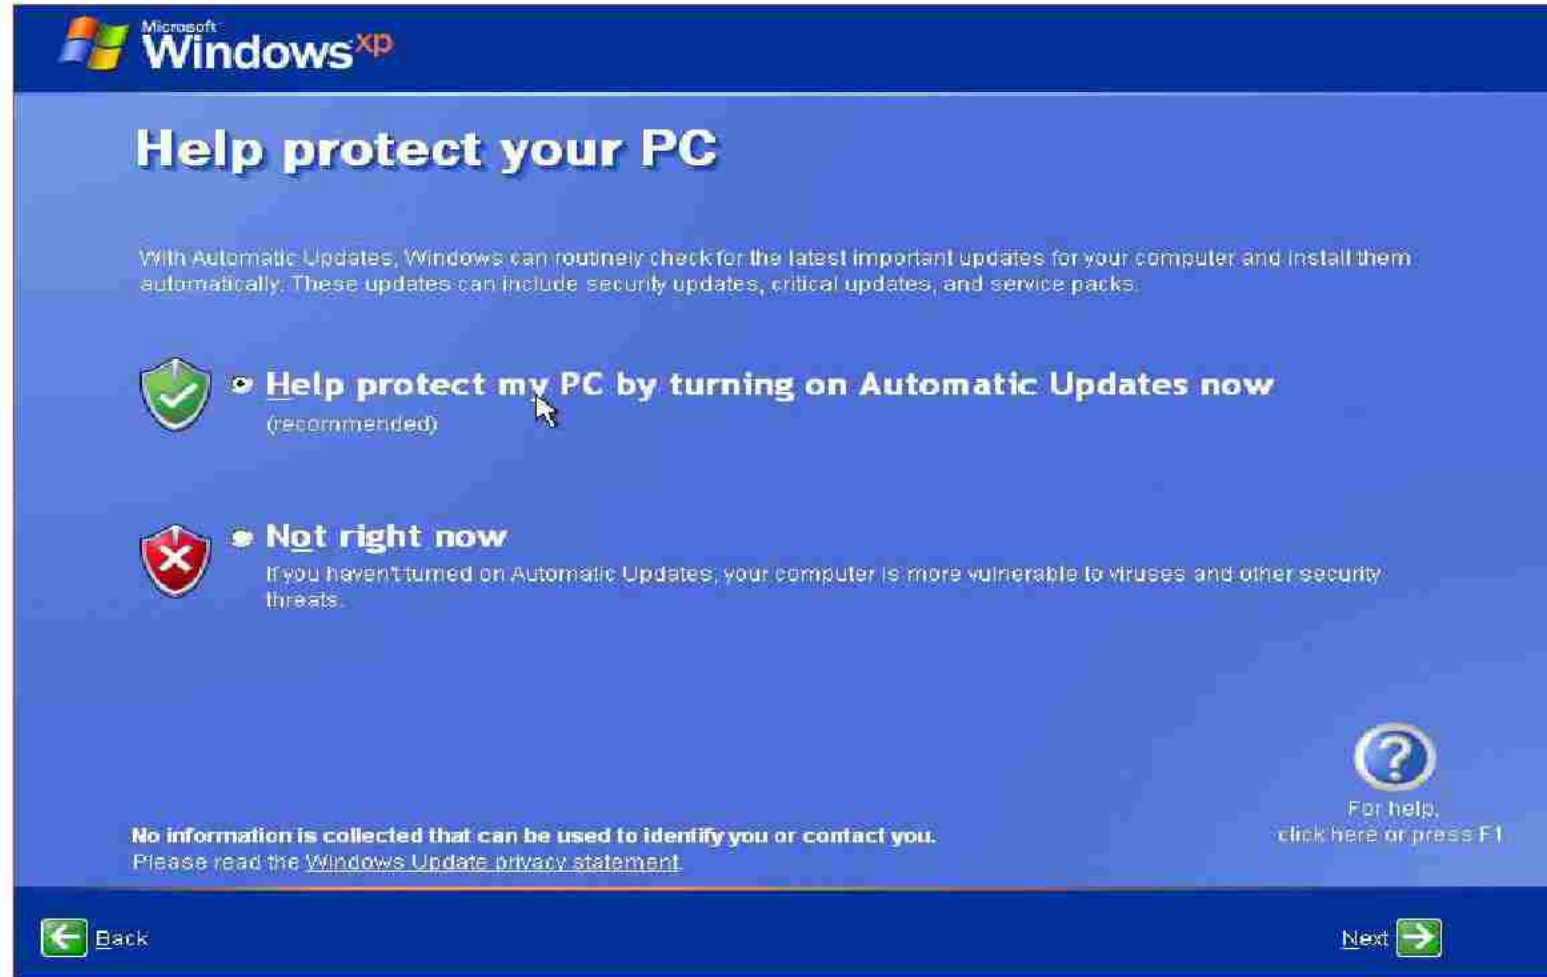 Microsoft
Windows xp
Help protect your PC
With Automatic Updates, Windows can routinely check for the latest important updates for your computer and install them
automatically. These updates can include security updates, critical updates, and service packs.
Help protect my PC by turning on Automatic Updates now
(recommended)
Not right now
If you haven't turned on Automatic Updates, your computer is more vulnerable to viruses and other security
threats.
For help,
click here or press F1
No information is collected that can be used to identify you or contact you.
Please read the Windows Update privacy statement
Back
Next